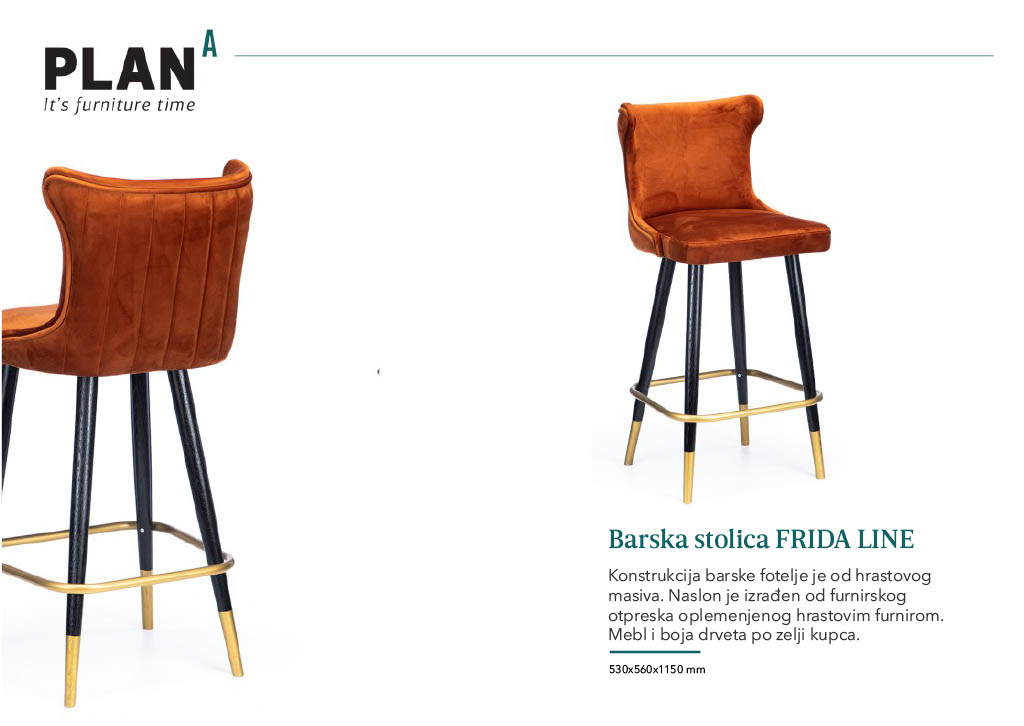 PLAN A
It's furniture time
Barska stolica FRIDA LINE
Konstrukcija barske fotelje je od hrastovog
masiva. Naslon je izrađen od furnirskog
otpreska oplemenjenog hrastovim furnirom.
Mebl i boja drveta po zelji kupca.
530x560x1150 mm